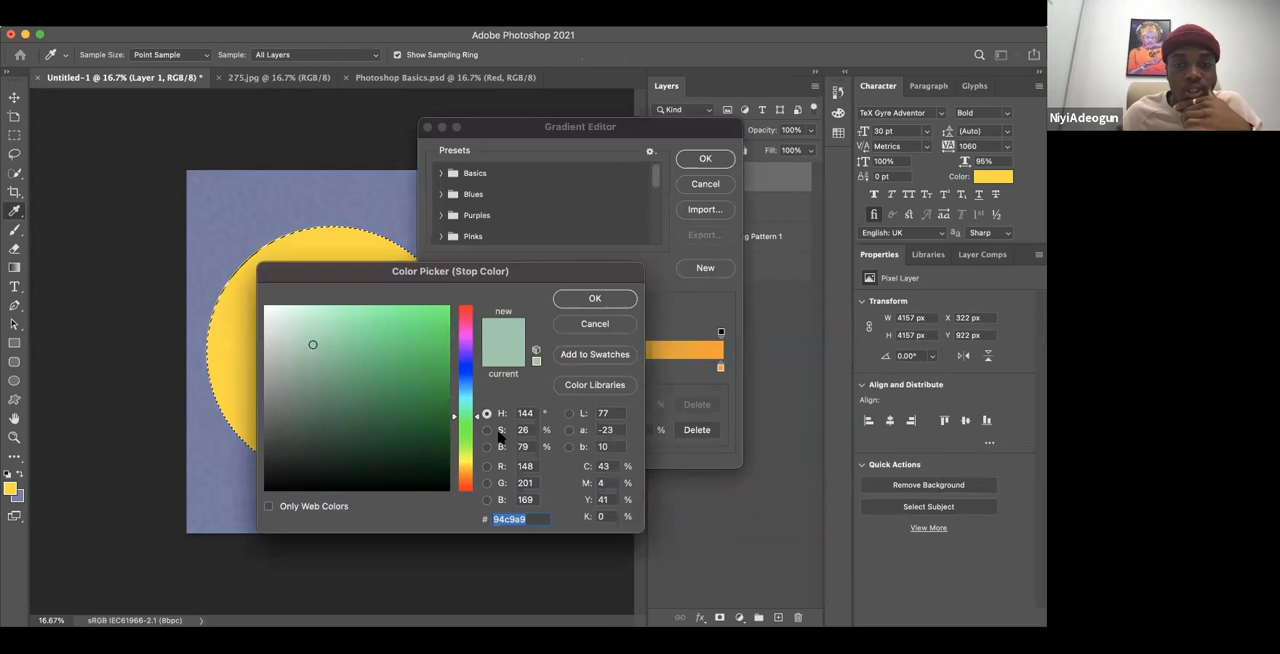 Adobe Photoshop 2021
Sample Size: Point Sample Sample: All Layers Show Sampling Ring
Untitled-1 @ 16.7% (Layer 1, RGB/8) * 275.jpg @ 16.7% (RGB/8) Photoshop Basics.psd @ 16.7% (Red, RGB/8)
NiyiAdeogun
Layers
Kind
Opacity: 100%
Fill: 100%
ng Pattern 1
Gradient Editor
Presets
Basics
Blues
Purples
Pinks
OK
Cancel
Import...
Export...
New
% Delete
% Delete
Color Picker (Stop Color)
new
current
OK
Cancel
Add to Swatches
Color Libraries
H: 144 ° L: 77
S: 26 % a: -23
B: 79 % b: 10
R: 148 C: 43 %
G: 201 M: 4 %
B: 169 Y: 41 %
# 94c9a9 K: 0 %
Only Web Colors
Character Paragraph Glyphs
TeX Gyre Adventor Bold
30 pt (Auto)
Metrics 1060
100% 95%
0 pt Color:
English: UK Sharp
Properties Libraries Layer Comps
Pixel Layer
Transform
W 4157 px X 322 px
H 4157 px Y 922 px
0.00°
Align and Distribute
Align:
Quick Actions
Remove Background
Select Subject
View More
16.67% sRGB IEC61966-2.1 (8bpc)